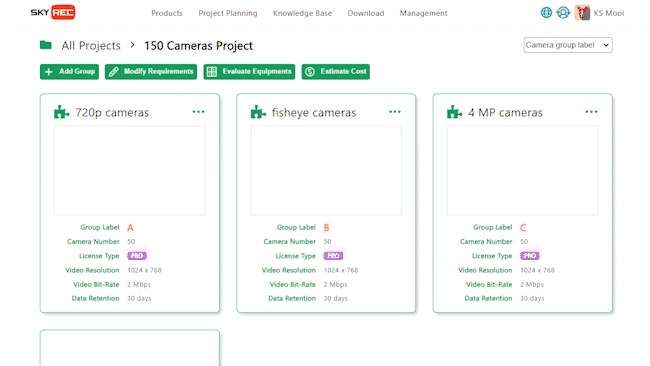 SKY REC
Products Project Planning Knowledge Base Download Management KS Mooi
All Projects > 150 Cameras Project
Camera group label
Add Group Modify Requirements Evaluate Equipments Estimate Cost
720p cameras
Group Label A
Camera Number 50
License Type PRO
Video Resolution 1024 x 768
Video Bit-Rate 2 Mbps
Data Retention 30 days
fisheye cameras
Group Label B
Camera Number 50
License Type PRO
Video Resolution 1024 x 768
Video Bit-Rate 2 Mbps
Data Retention 30 days
4 MP cameras
Group Label C
Camera Number 50
License Type PRO
Video Resolution 1024 x 768
Video Bit-Rate 2 Mbps
Data Retention 30 days